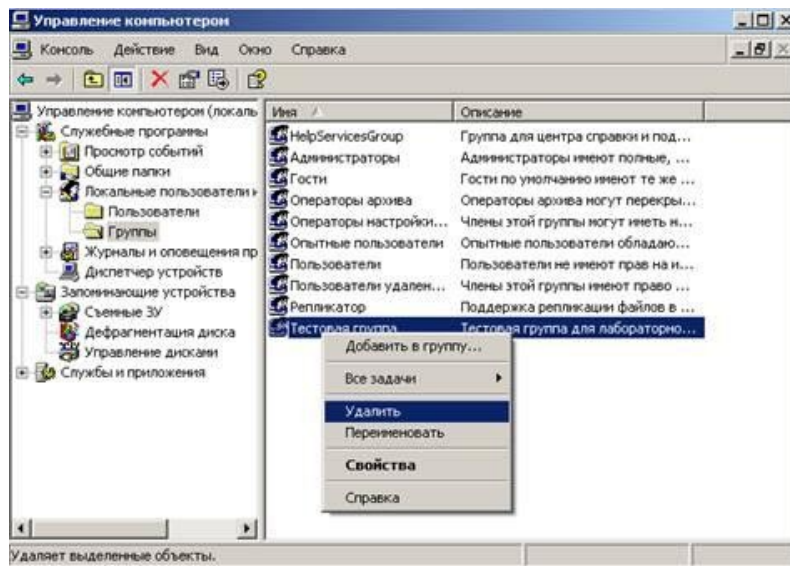 Управление компьютером
Консоль Действие Вид Окно Справка
Управление компьютером (локаль
Служебные программы
Просмотр событий
Общие папки
Локальные пользователи и
Пользователи
Группы
Журналы и оповещения пр
Диспетчер устройств
Запоминающие устройства
Съемные ЗУ
Дефрагментация диска
Управление дисками
Службы и приложения
Имя Описание
HelpServicesGroup Группа для центра справки и под...
Администраторы Администраторы имеют полные, ...
Гости Гости по умолчанию имеют те же ...
Операторы архива Операторы архива могут перекры...
Операторы настройки... Члены этой группы могут иметь н...
Опытные пользователи Опытные пользователи обладаю...
Пользователи Пользователи не имеют прав на и...
Пользователи удален... Члены этой группы имеют право ...
Репликатор Поддержка репликации файлов в ...
Тестовая группа Тестовая группа для лабораторно...
Добавить в группу...
Все задачи
Удалить
Переименовать
Свойства
Справка
Удаляет выделенные объекты.